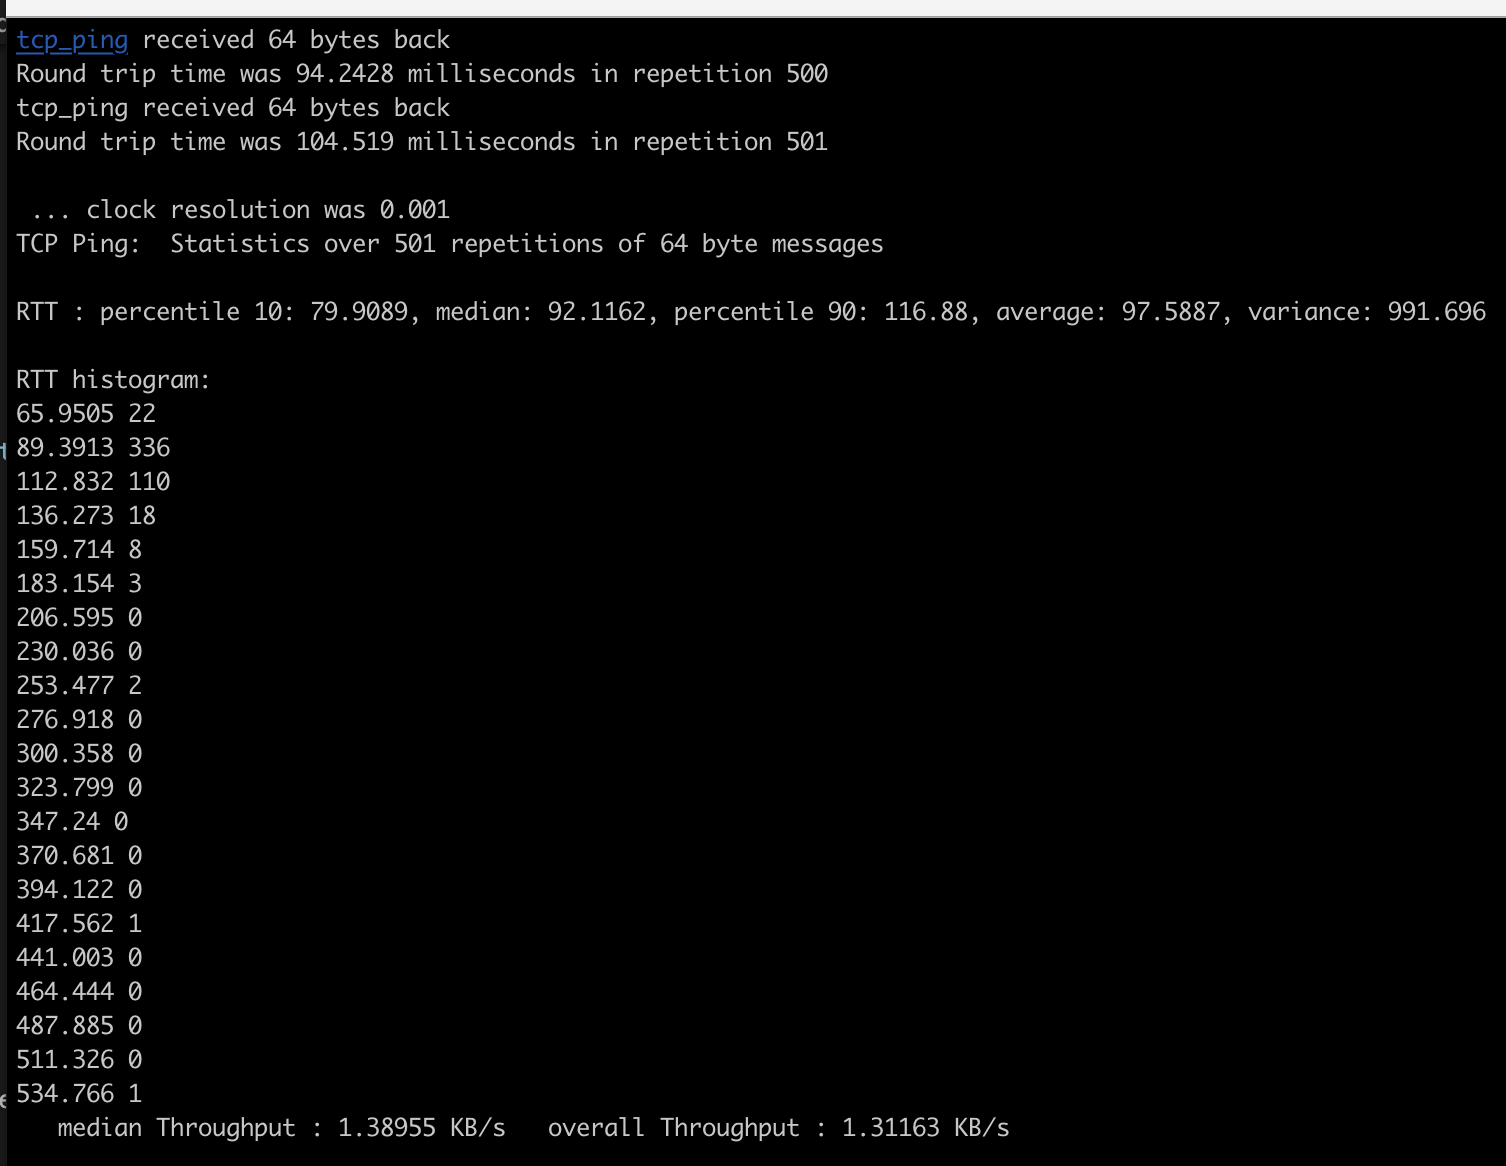 tcp_ping received 64 bytes back
Round trip time was 94.2428 milliseconds in repetition 500
tcp_ping received 64 bytes back
Round trip time was 104.519 milliseconds in repetition 501
... clock resolution was 0.001
TCP Ping:  Statistics over 501 repetitions of 64 byte messages
RTT : percentile 10: 79.9089, median: 92.1162, percentile 90: 116.88, average: 97.5887, variance: 991.696
RTT histogram:
65.9505 22
89.3913 336
112.832 110
136.273 18
159.714 8
183.154 3
206.595 0
230.036 0
253.477 2
276.918 0
300.358 0
323.799 0
347.24 0
370.681 0
394.122 0
417.562 1
441.003 0
464.444 0
487.885 0
511.326 0
534.766 1
median Throughput : 1.38955 KB/s   overall Throughput : 1.31163 KB/s